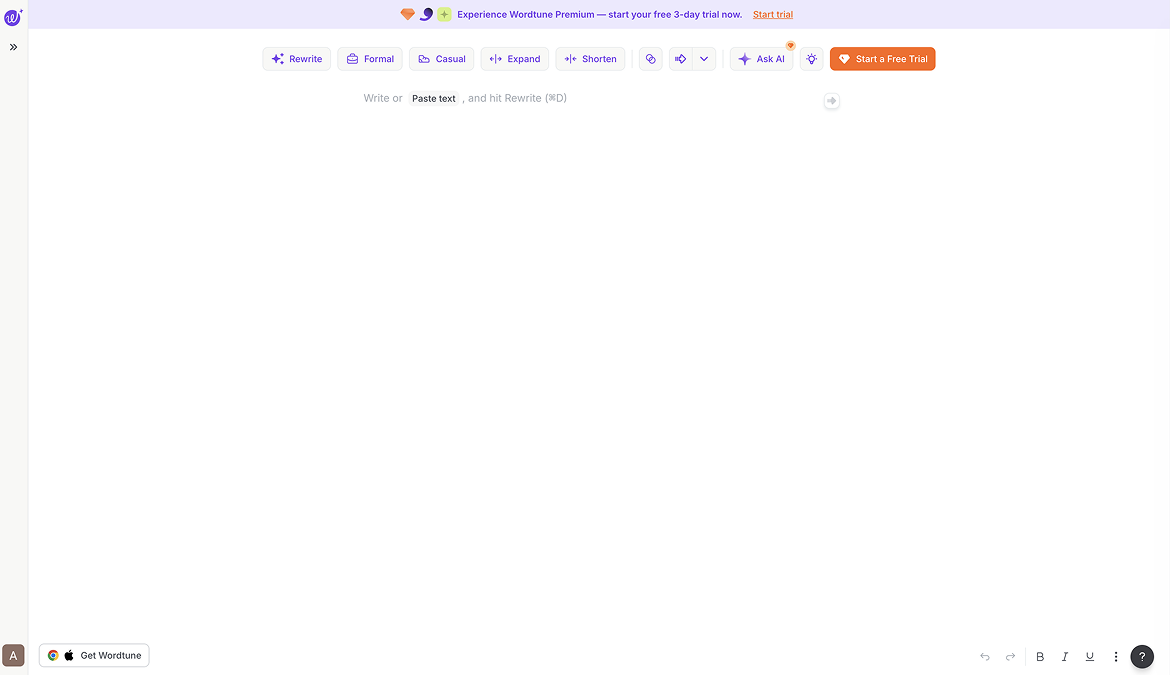 Experience Wordtune Premium — start your free 3-day trial now. Start trial
Rewrite Formal Casual Expand Shorten Ask AI Start a Free Trial
Write or Paste text , and hit Rewrite (⌘D)
A Get Wordtune B I U ?